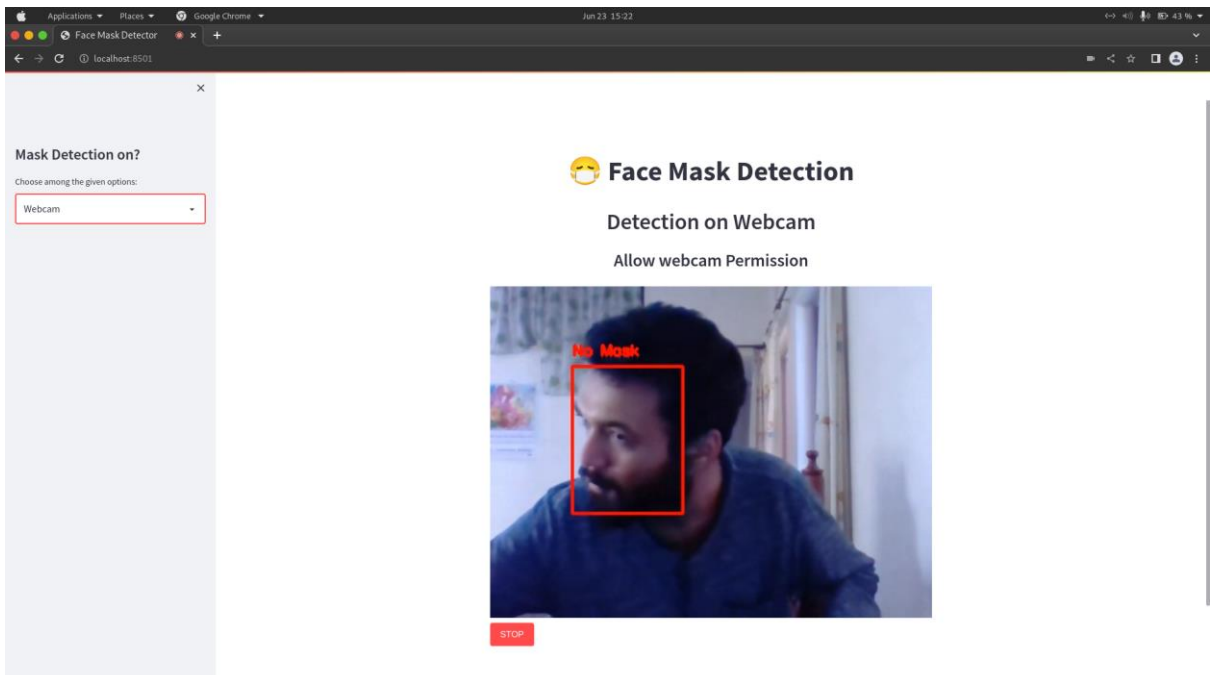 Applications Places Google Chrome Jun 23 15:22 43 %
Face Mask Detector
localhost:8501
Mask Detection on?
Choose among the given options:
Webcam
Face Mask Detection
Detection on Webcam
Allow webcam Permission
No Mask
STOP